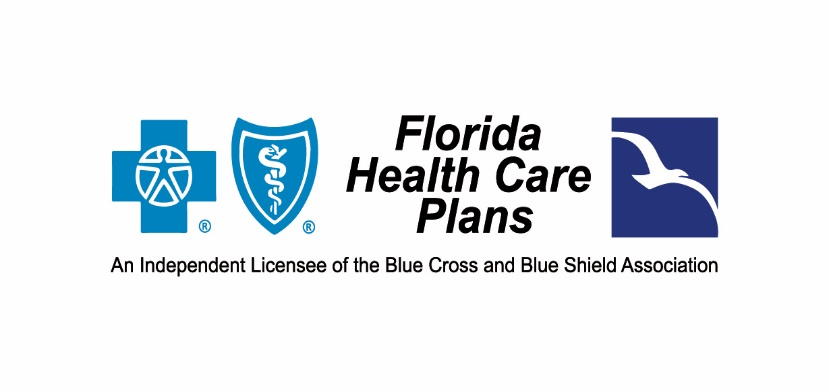 Florida
Health Care
Plans
® ®
An Independent Licensee of the Blue Cross and Blue Shield Association